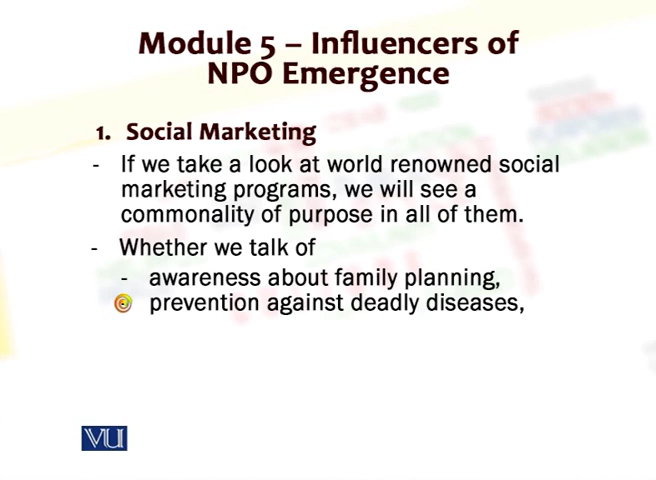 Module 5 – Influencers of
NPO Emergence
1. Social Marketing
- If we take a look at world renowned social
marketing programs, we will see a
commonality of purpose in all of them.
- Whether we talk of
- awareness about family planning,
prevention against deadly diseases,
VU